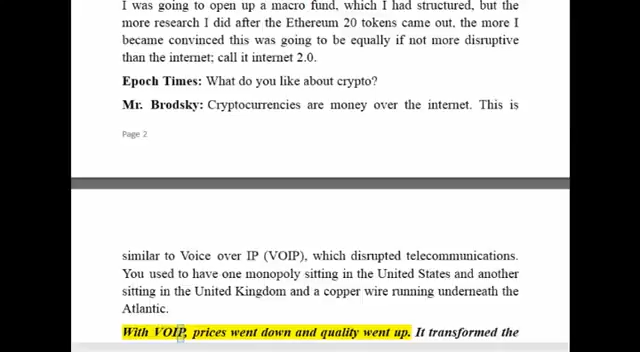 I was going to open up a macro fund, which I had structured, but the
more research I did after the Ethereum 20 tokens came out, the more I
became convinced this was going to be equally if not more disruptive
than the internet; call it internet 2.0.
Epoch Times: What do you like about crypto?
Mr. Brodsky: Cryptocurrencies are money over the internet. This is
Page 2
similar to Voice over IP (VOIP), which disrupted telecommunications.
You used to have one monopoly sitting in the United States and another
sitting in the United Kingdom and a copper wire running underneath the
Atlantic.
With VOIP, prices went down and quality went up. It transformed the